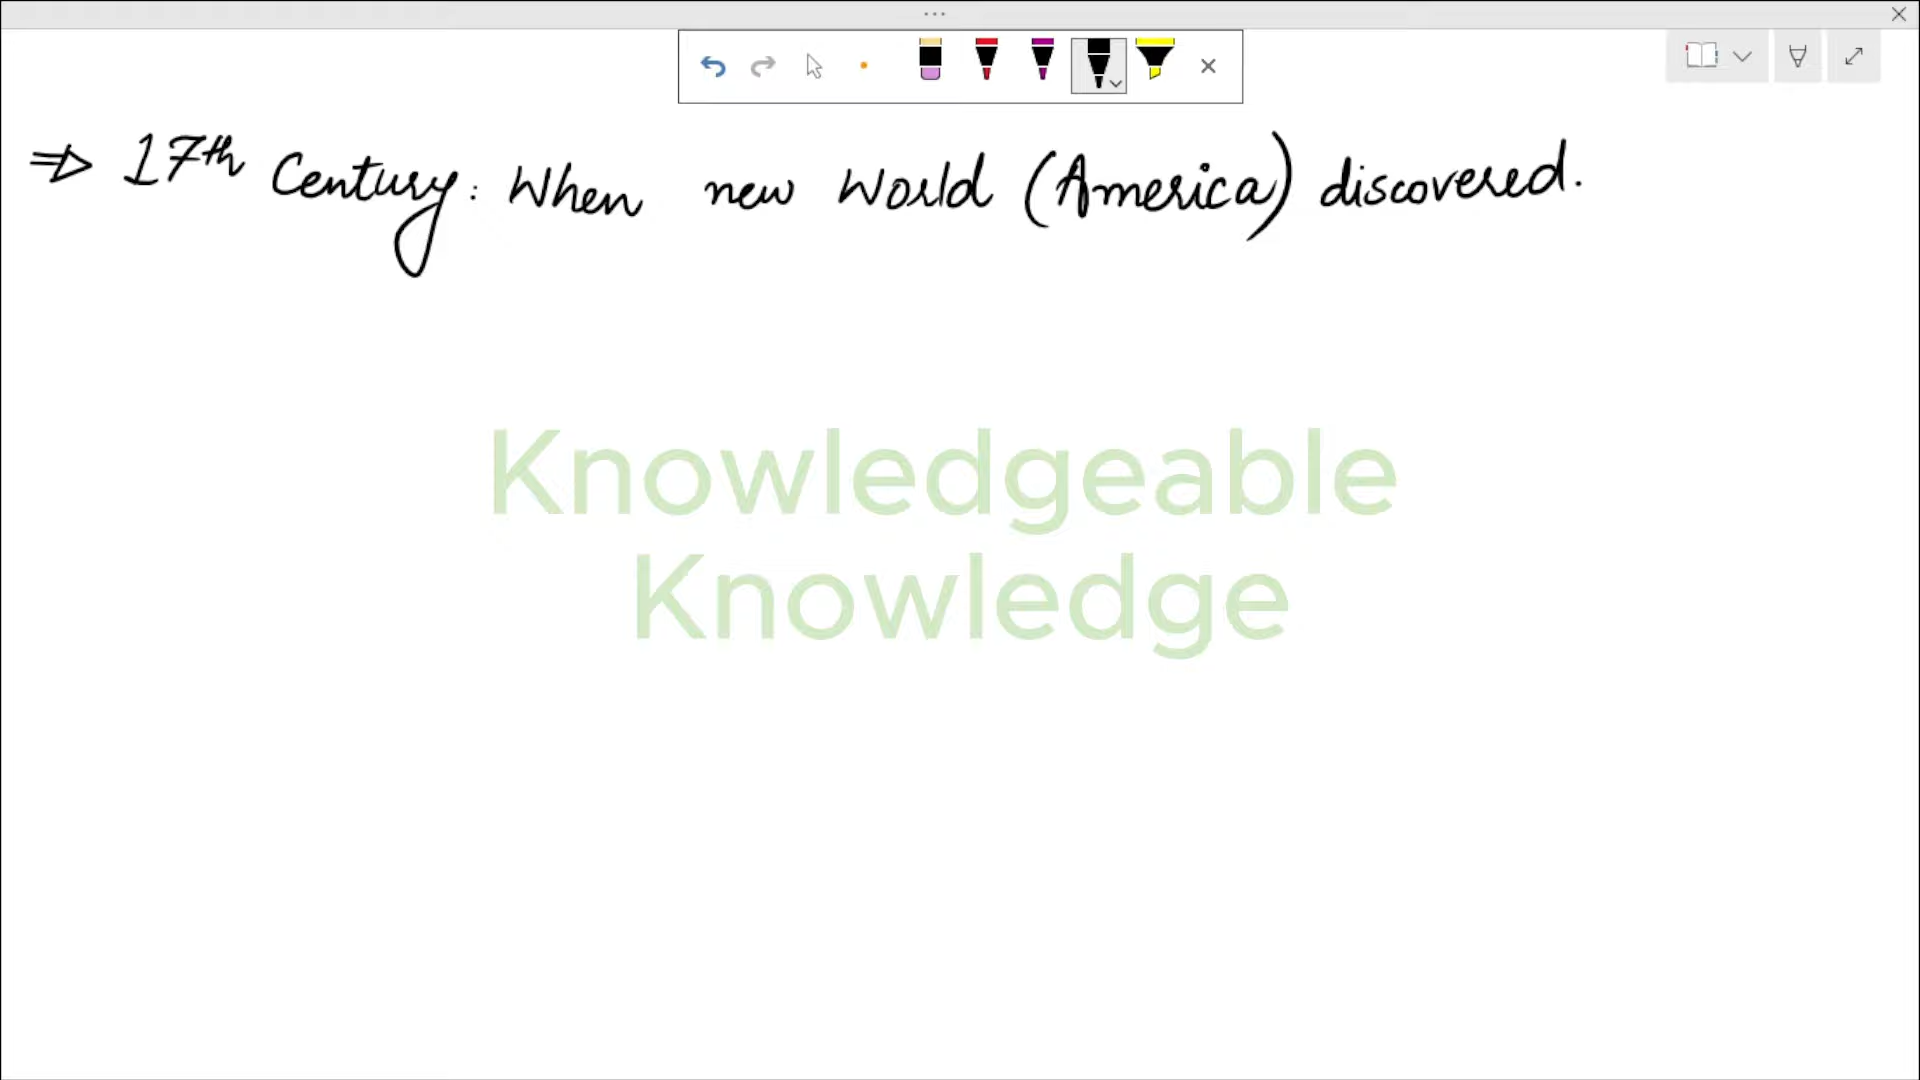 ⇒ 17th Century: When new World (America) discovered.
Knowledgeable
Knowledge